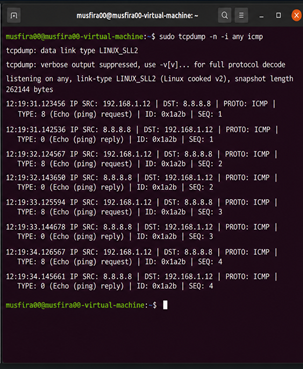 musfira00@musfira00-virtual-machine: ~
musfira00@musfira00-virtual-machine:~$ sudo tcpdump -n -i any icmp
tcpdump: data link type LINUX_SLL2
tcpdump: verbose output suppressed, use -v[v]... for full protocol decode
listening on any, link-type LINUX_SLL2 (Linux cooked v2), snapshot length
262144 bytes
12:19:31.123456 IP SRC: 192.168.1.12 | DST: 8.8.8.8 | PROTO: ICMP |
TYPE: 8 (Echo (ping) request) | ID: 0x1a2b | SEQ: 1
12:19:31.142536 IP SRC: 8.8.8.8 | DST: 192.168.1.12 | PROTO: ICMP |
TYPE: 0 (Echo (ping) reply) | ID: 0x1a2b | SEQ: 1
12:19:32.124567 IP SRC: 192.168.1.12 | DST: 8.8.8.8 | PROTO: ICMP |
TYPE: 8 (Echo (ping) request) | ID: 0x1a2b | SEQ: 2
12:19:32.143650 IP SRC: 8.8.8.8 | DST: 192.168.1.12 | PROTO: ICMP |
TYPE: 0 (Echo (ping) reply) | ID: 0x1a2b | SEQ: 2
12:19:33.125594 IP SRC: 192.168.1.12 | DST: 8.8.8.8 | PROTO: ICMP |
TYPE: 8 (Echo (ping) request) | ID: 0x1a2b | SEQ: 3
12:19:33.144678 IP SRC: 8.8.8.8 | DST: 192.168.1.12 | PROTO: ICMP |
TYPE: 0 (Echo (ping) reply) | ID: 0x1a2b | SEQ: 3
12:19:34.126567 IP SRC: 192.168.1.12 | DST: 8.8.8.8 | PROTO: ICMP |
TYPE: 8 (Echo (ping) request) | ID: 0x1a2b | SEQ: 4
12:19:34.145661 IP SRC: 8.8.8.8 | DST: 192.168.1.12 | PROTO: ICMP |
TYPE: 0 (Echo (ping) reply) | ID: 0x1a2b | SEQ: 4
musfira00@musfira00-virtual-machine:~$